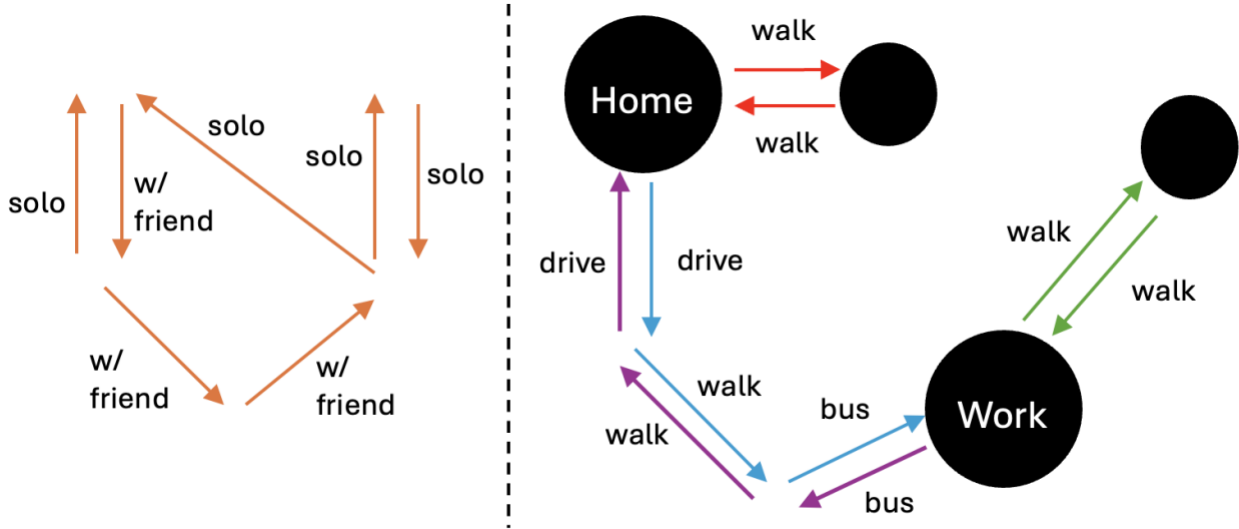 solo
w/
friend
solo
solo
solo
w/
friend
w/
friend
Home
walk
walk
drive
drive
walk
walk
bus
bus
Work
walk
walk